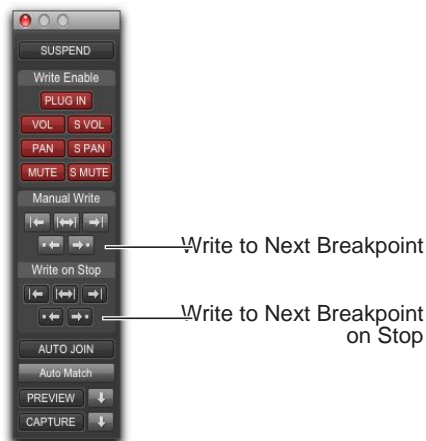 SUSPEND
Write Enable
PLUG IN
VOL S VOL
PAN S PAN
MUTE S MUTE
Manual Write
Write to Next Breakpoint
Write on Stop
Write to Next Breakpoint
on Stop
AUTO JOIN
Auto Match
PREVIEW
CAPTURE